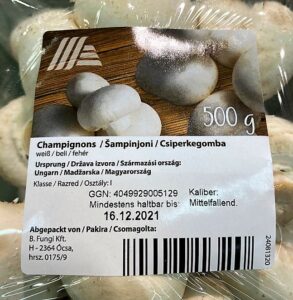 500 g
Champignons / Šampinjoni / Csiperkegomba
weiß / beli / fehér
Ursprung / Država izvora / Származási ország:
Ungarn / Madžarska / Magyarország
Klasse / Razred / Osztály: I
GGN: 4049929005129 Kaliber:
Mindestens haltbar bis: Mittelfallend.
16.12.2021
Abgepackt von / Pakira / Csomagolta:
B. Fungi Kft.
H - 2364 Ócsa,
hrsz. 0175/9
24061320